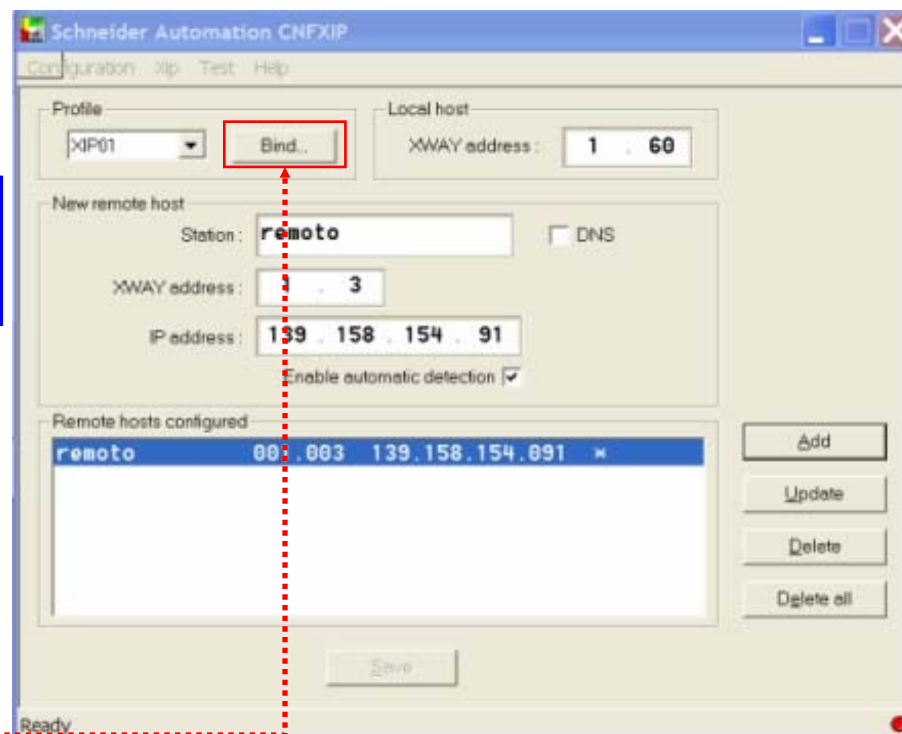 Schneider Automation CNFXIP
Configuration Xip Test Help
Profile
XIP01
Bind..
Local host
XWAY address : 1 . 60
New remote host
Station : remoto
DNS
XWAY address : 1 . 3
IP address : 139 . 158 . 154 . 91
Enable automatic detection
Remote hosts configured
remoto 001.003 139.158.154.091 *
Add
Update
Delete
Delete all
Save
Ready